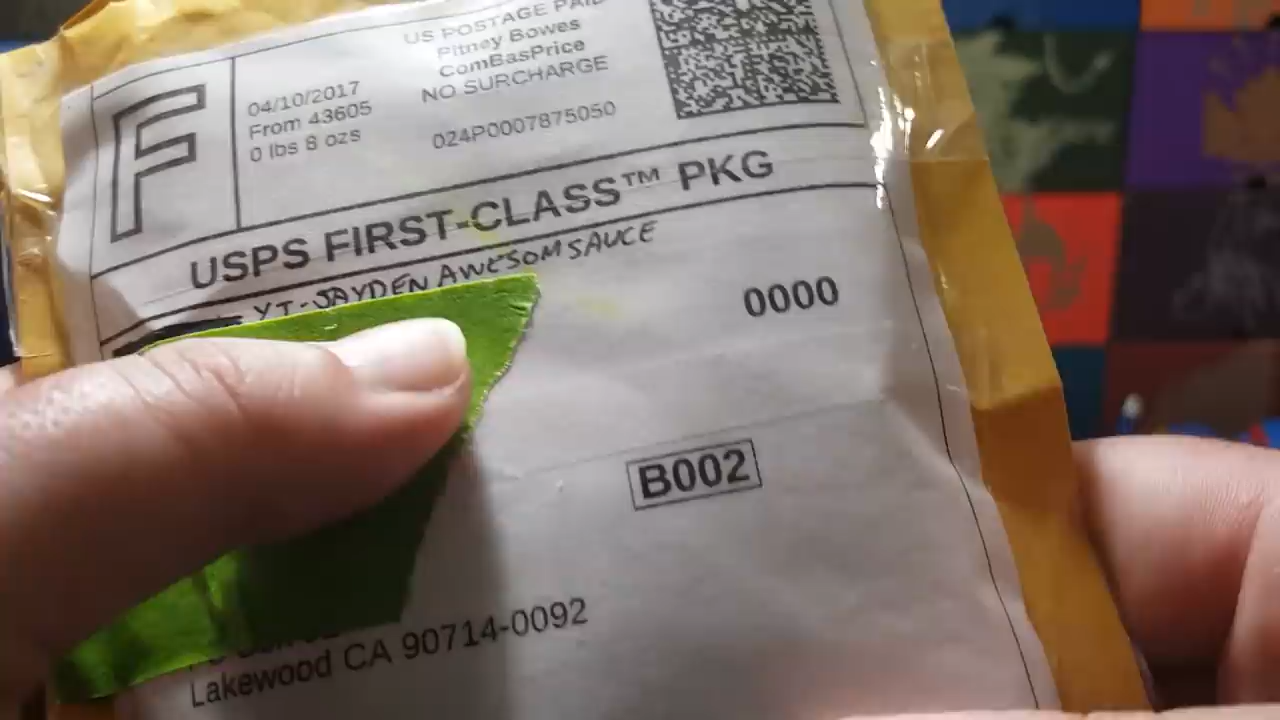 F
04/10/2017
From 43605
0 lbs 8 ozs
US POSTAGE PAID
Pitney Bowes
ComBasPrice
NO SURCHARGE
024P0007875050
USPS FIRST-CLASS™ PKG
YT-JAYDEN AWESOMSAUCE
0000
B002
Lakewood CA 90714-0092